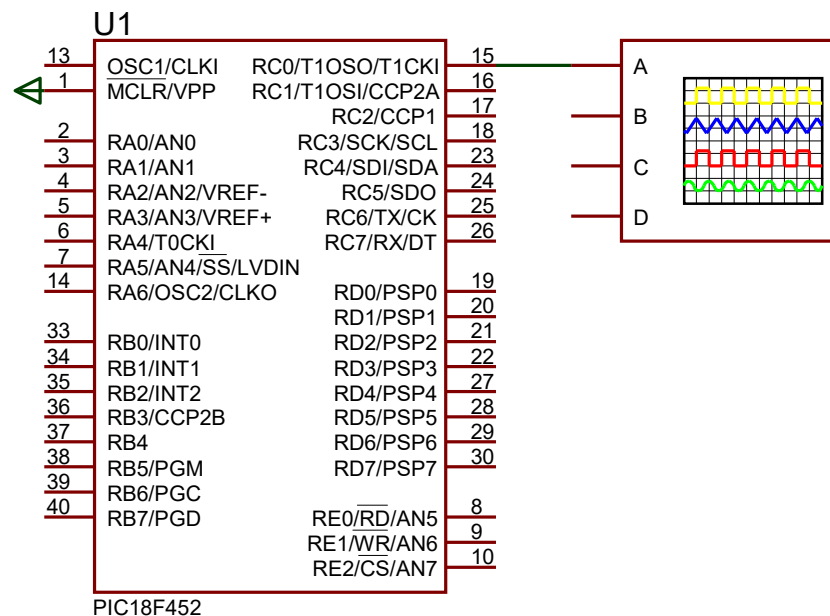 U1
13 OSC1/CLKI RC0/T1OSO/T1CKI 15 A
1 MCLR/VPP RC1/T1OSI/CCP2A 16
RC2/CCP1 17 B
2 RA0/AN0 RC3/SCK/SCL 18
3 RA1/AN1 RC4/SDI/SDA 23 C
4 RA2/AN2/VREF- RC5/SDO 24
5 RA3/AN3/VREF+ RC6/TX/CK 25 D
6 RA4/T0CKI RC7/RX/DT 26
7 RA5/AN4/SS/LVDIN
14 RA6/OSC2/CLKO RD0/PSP0 19
RD1/PSP1 20
33 RB0/INT0 RD2/PSP2 21
34 RB1/INT1 RD3/PSP3 22
35 RB2/INT2 RD4/PSP4 27
36 RB3/CCP2B RD5/PSP5 28
37 RB4 RD6/PSP6 29
38 RB5/PGM RD7/PSP7 30
39 RB6/PGC
40 RB7/PGD RE0/RD/AN5 8
RE1/WR/AN6 9
RE2/CS/AN7 10
PIC18F452